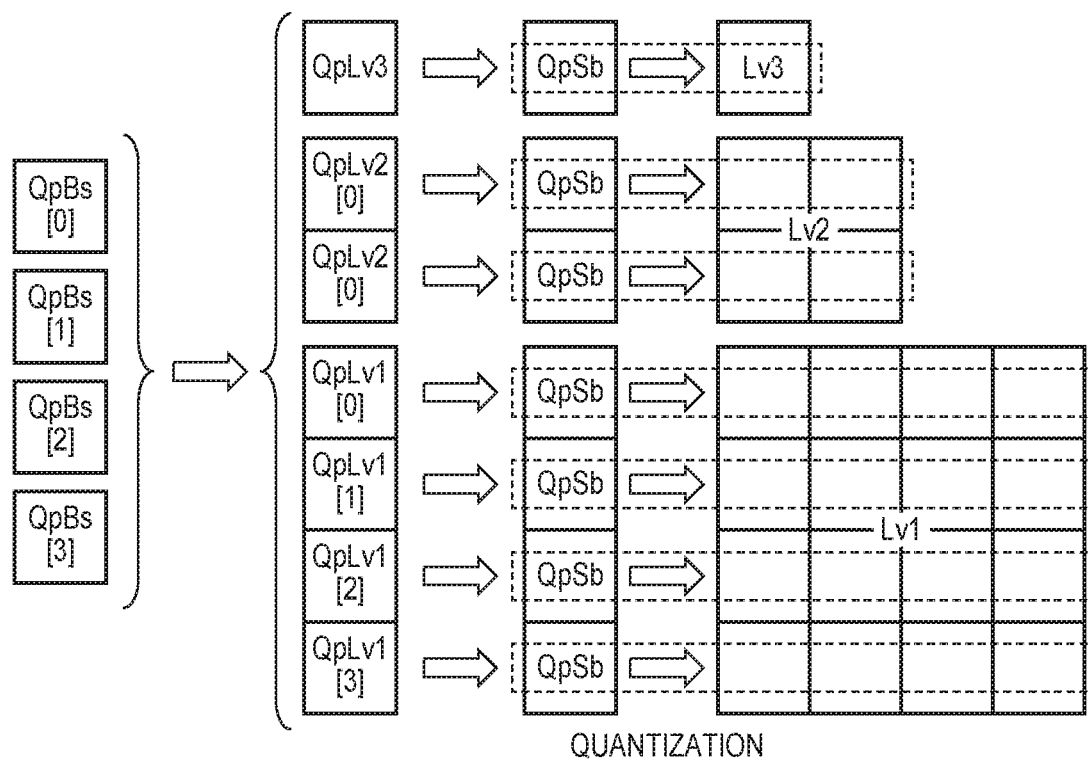 QpBs
[0]
QpBs
[1]
QpBs
[2]
QpBs
[3]
QpLv3
QpSb
Lv3
QpLv2
[0]
QpSb
QpLv2
[0]
QpSb
Lv2
QpLv1
[0]
QpSb
QpLv1
[1]
QpSb
Lv1
QpLv1
[2]
QpSb
QpLv1
[3]
QpSb
QUANTIZATION